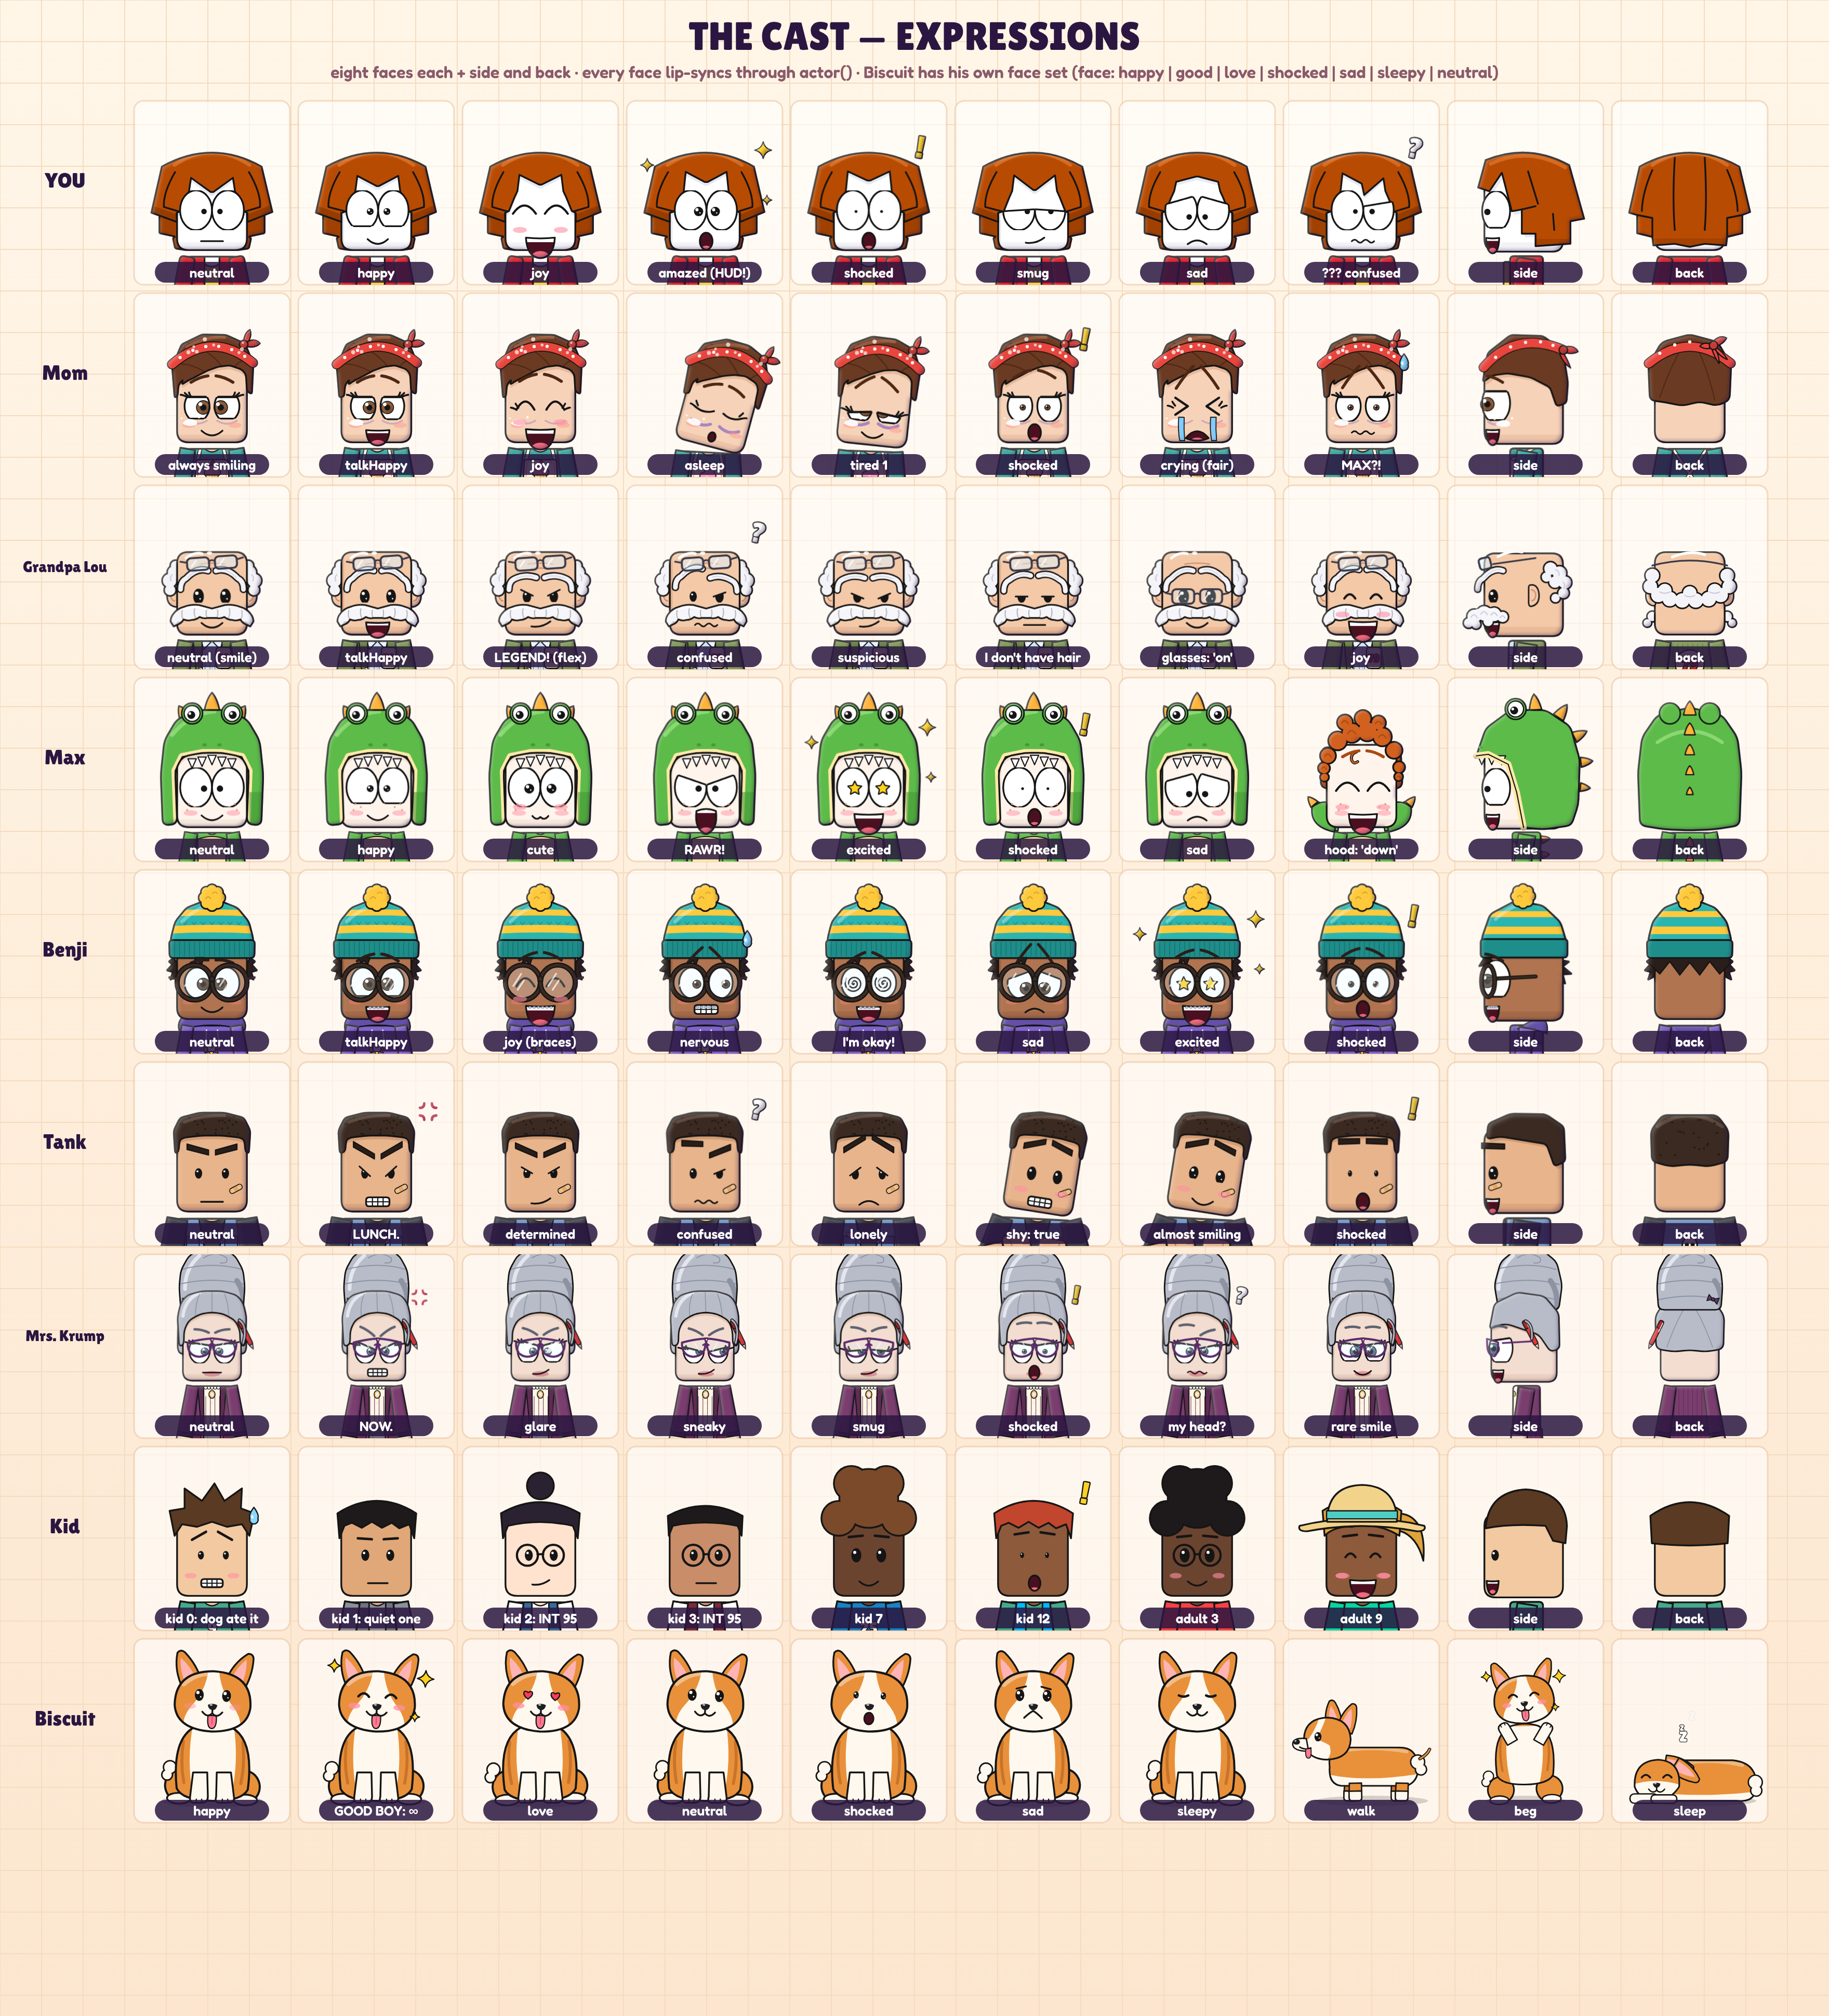 THE CAST — EXPRESSIONS
eight faces each + side and back · every face lip-syncs through actor() · Biscuit has his own face set (face: happy | good | love | shocked | sad | sleepy | neutral)
YOU
neutral happy joy amazed (HUD!) shocked smug sad ??? confused side back
Mom
always smiling talkHappy joy asleep tired 1 shocked crying (fair) MAX?! side back
Grandpa Lou
neutral (smile) talkHappy LEGEND! (flex) confused suspicious I don't have hair glasses: 'on' joy side back
Max
neutral happy cute RAWR! excited shocked sad hood: 'down' side back
Benji
neutral talkHappy joy (braces) nervous I'm okay! sad excited shocked side back
Tank
neutral LUNCH. determined confused lonely shy: true almost smiling shocked side back
Mrs. Krump
neutral NOW. glare sneaky smug shocked my head? rare smile side back
Kid
kid 0: dog ate it kid 1: quiet one kid 2: INT 95 kid 3: INT 95 kid 7 kid 12 adult 3 adult 9 side back
Biscuit
happy GOOD BOY: ∞ love neutral shocked sad sleepy walk beg sleep